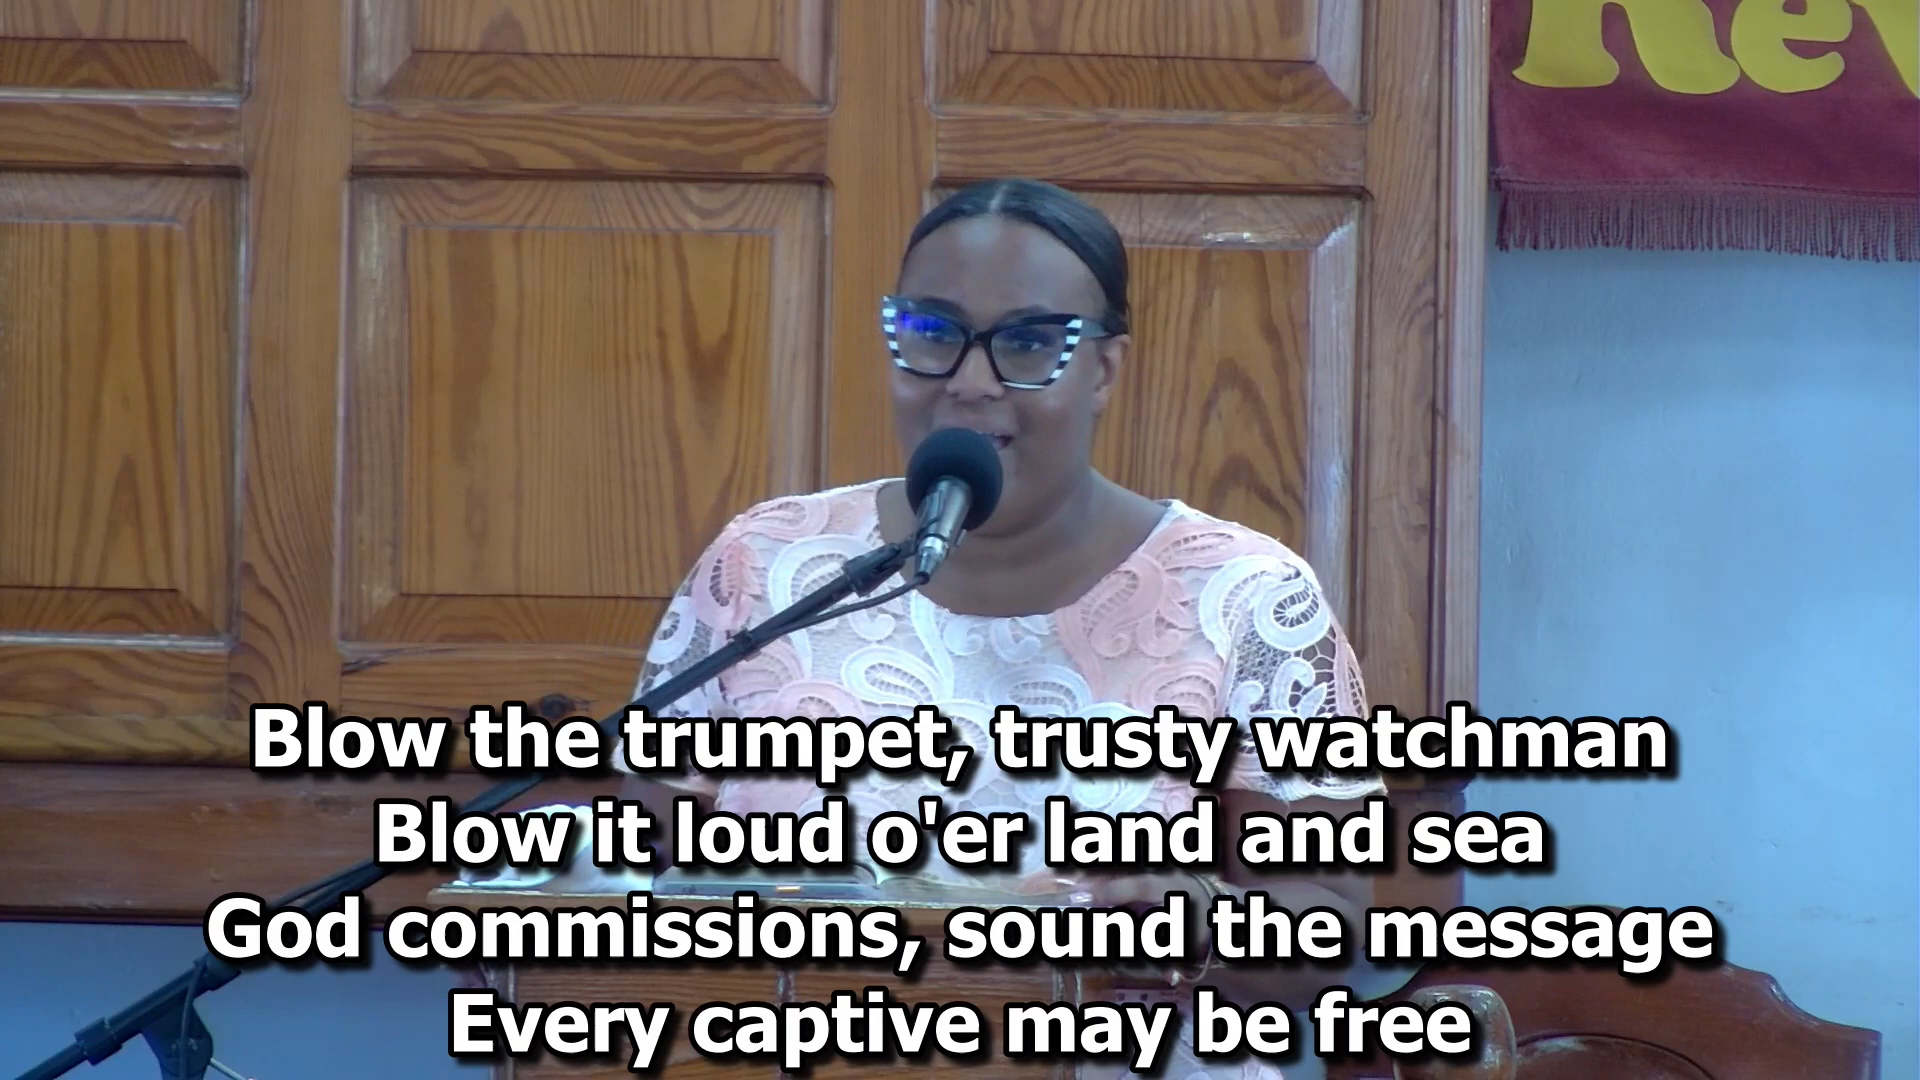 Rev
Blow the trumpet, trusty watchman
Blow it loud o'er land and sea
God commissions, sound the message
Every captive may be free